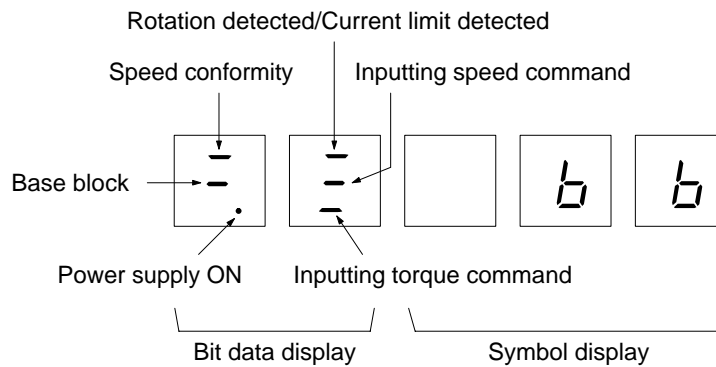 Rotation detected/Current limit detected
Speed conformity
Inputting speed command
Base block
b b
Power supply ON
Inputting torque command
Bit data display
Symbol display